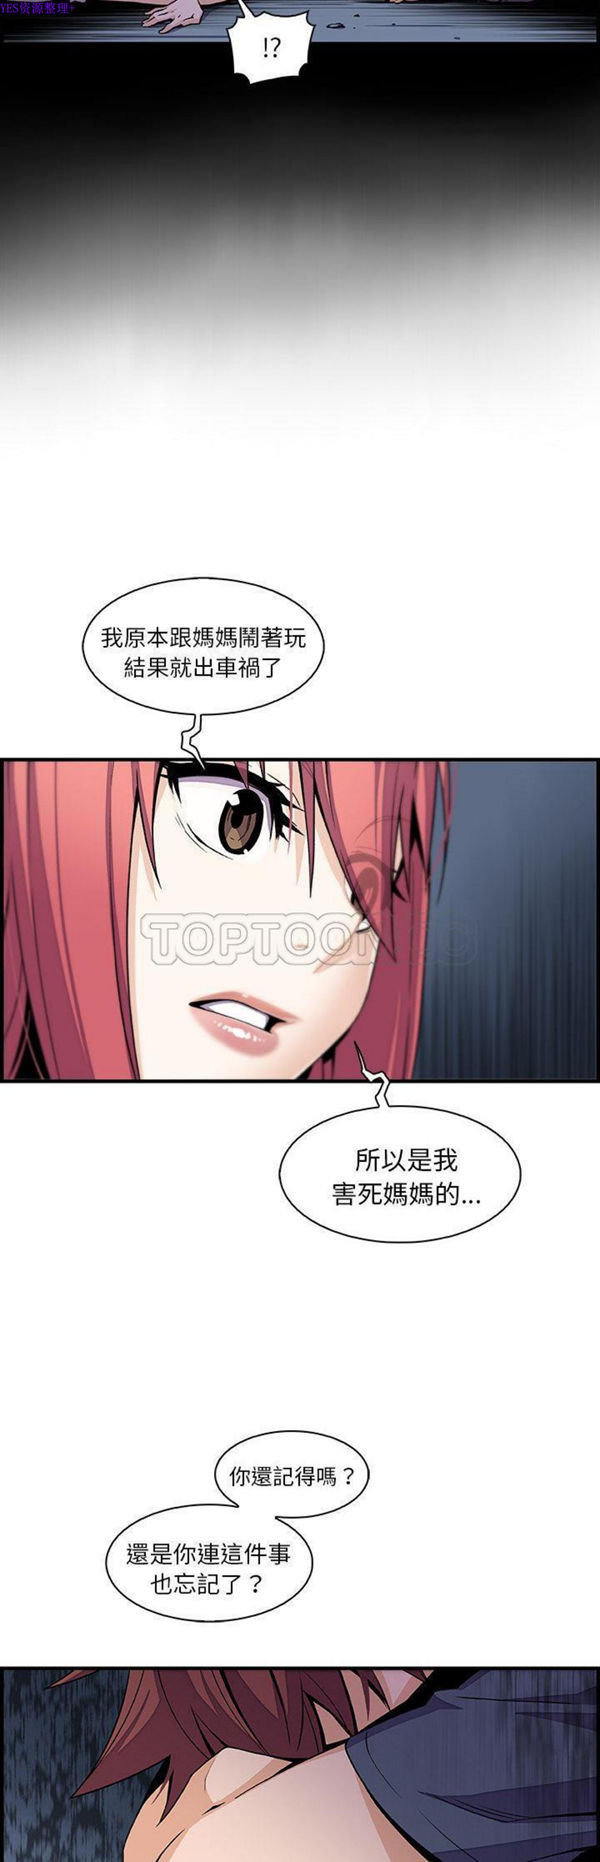 YES资源整理+
!?
我原本跟媽媽鬧著玩
結果就出車禍了
TOPTOON
所以是我
害死媽媽的...
你還記得嗎？
還是你連這件事
也忘記了？